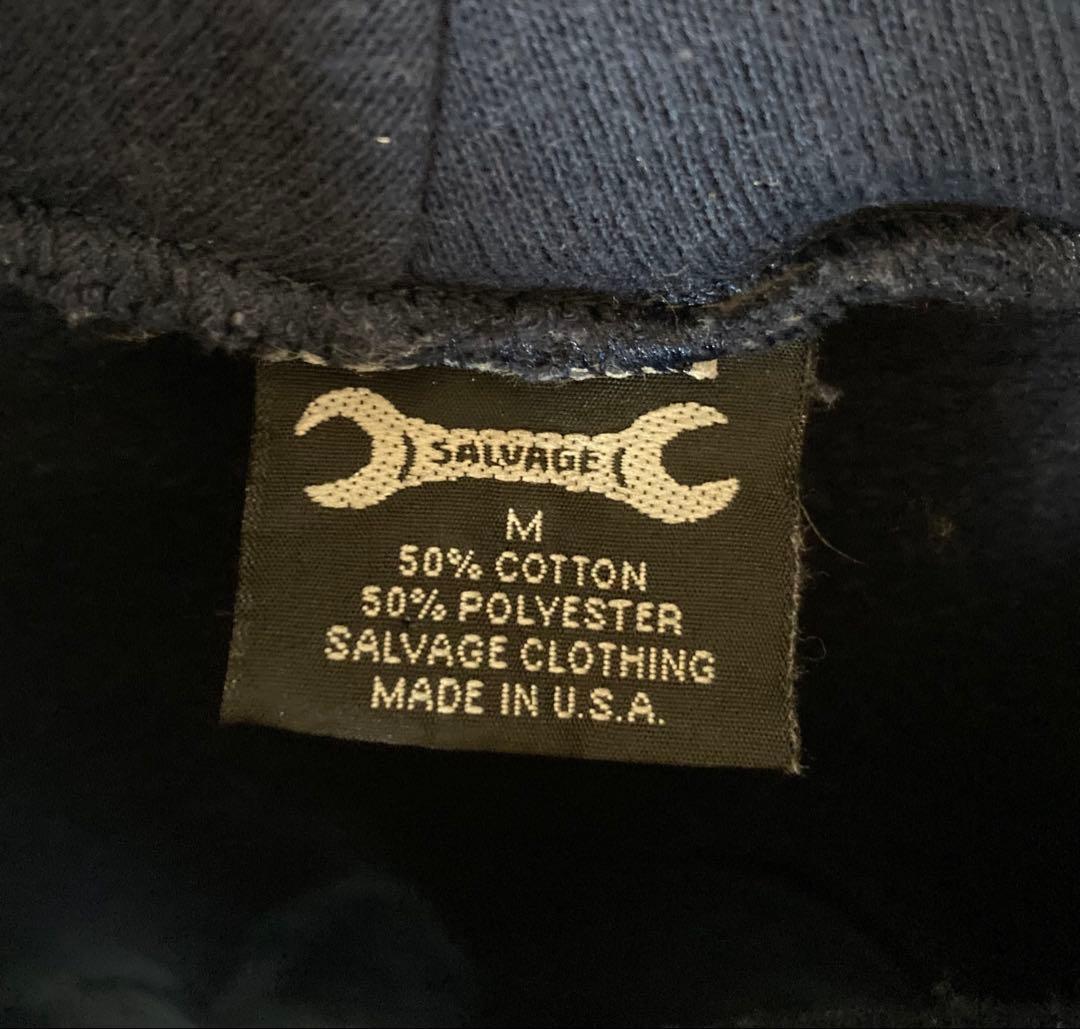 SALVAGE
M
50% COTTON
50% POLYESTER
SALVAGE CLOTHING
MADE IN U.S.A.